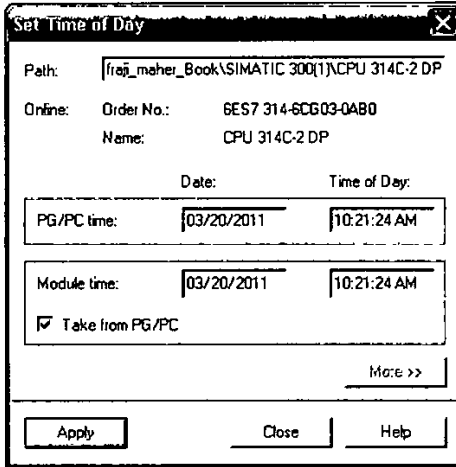 Set Time of Day
Path: fraji_maher_Book\SIMATIC 300(1)\CPU 314C-2 DP
Online: Order No.: 6ES7 314-6CG03-0AB0
Name: CPU 314C-2 DP
Date: Time of Day:
PG/PC time: 03/20/2011 10:21:24 AM
Module time: 03/20/2011 10:21:24 AM
Take from PG/PC
More >>
Apply Close Help